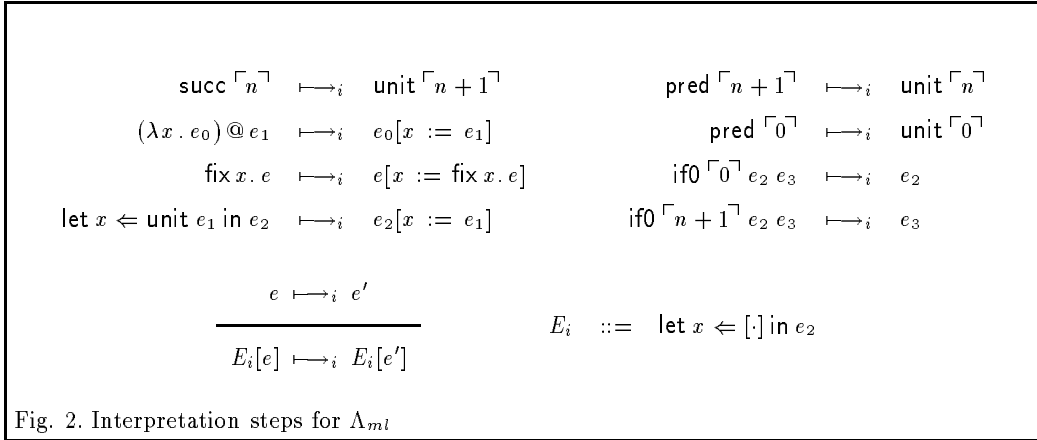 succ ⌜n⌝ ⟼ᵢ unit ⌜n + 1⌝    pred ⌜n + 1⌝ ⟼ᵢ unit ⌜n⌝
(λx . e₀) @ e₁ ⟼ᵢ e₀[x := e₁]    pred ⌜0⌝ ⟼ᵢ unit ⌜0⌝
fix x. e ⟼ᵢ e[x := fix x. e]    if0 ⌜0⌝ e₂ e₃ ⟼ᵢ e₂
let x ⇐ unit e₁ in e₂ ⟼ᵢ e₂[x := e₁]    if0 ⌜n + 1⌝ e₂ e₃ ⟼ᵢ e₃
e ⟼ᵢ e′
Eᵢ[e] ⟼ᵢ Eᵢ[e′]    Eᵢ ::= let x ⇐ [·] in e₂
Fig. 2. Interpretation steps for Λₘₗ